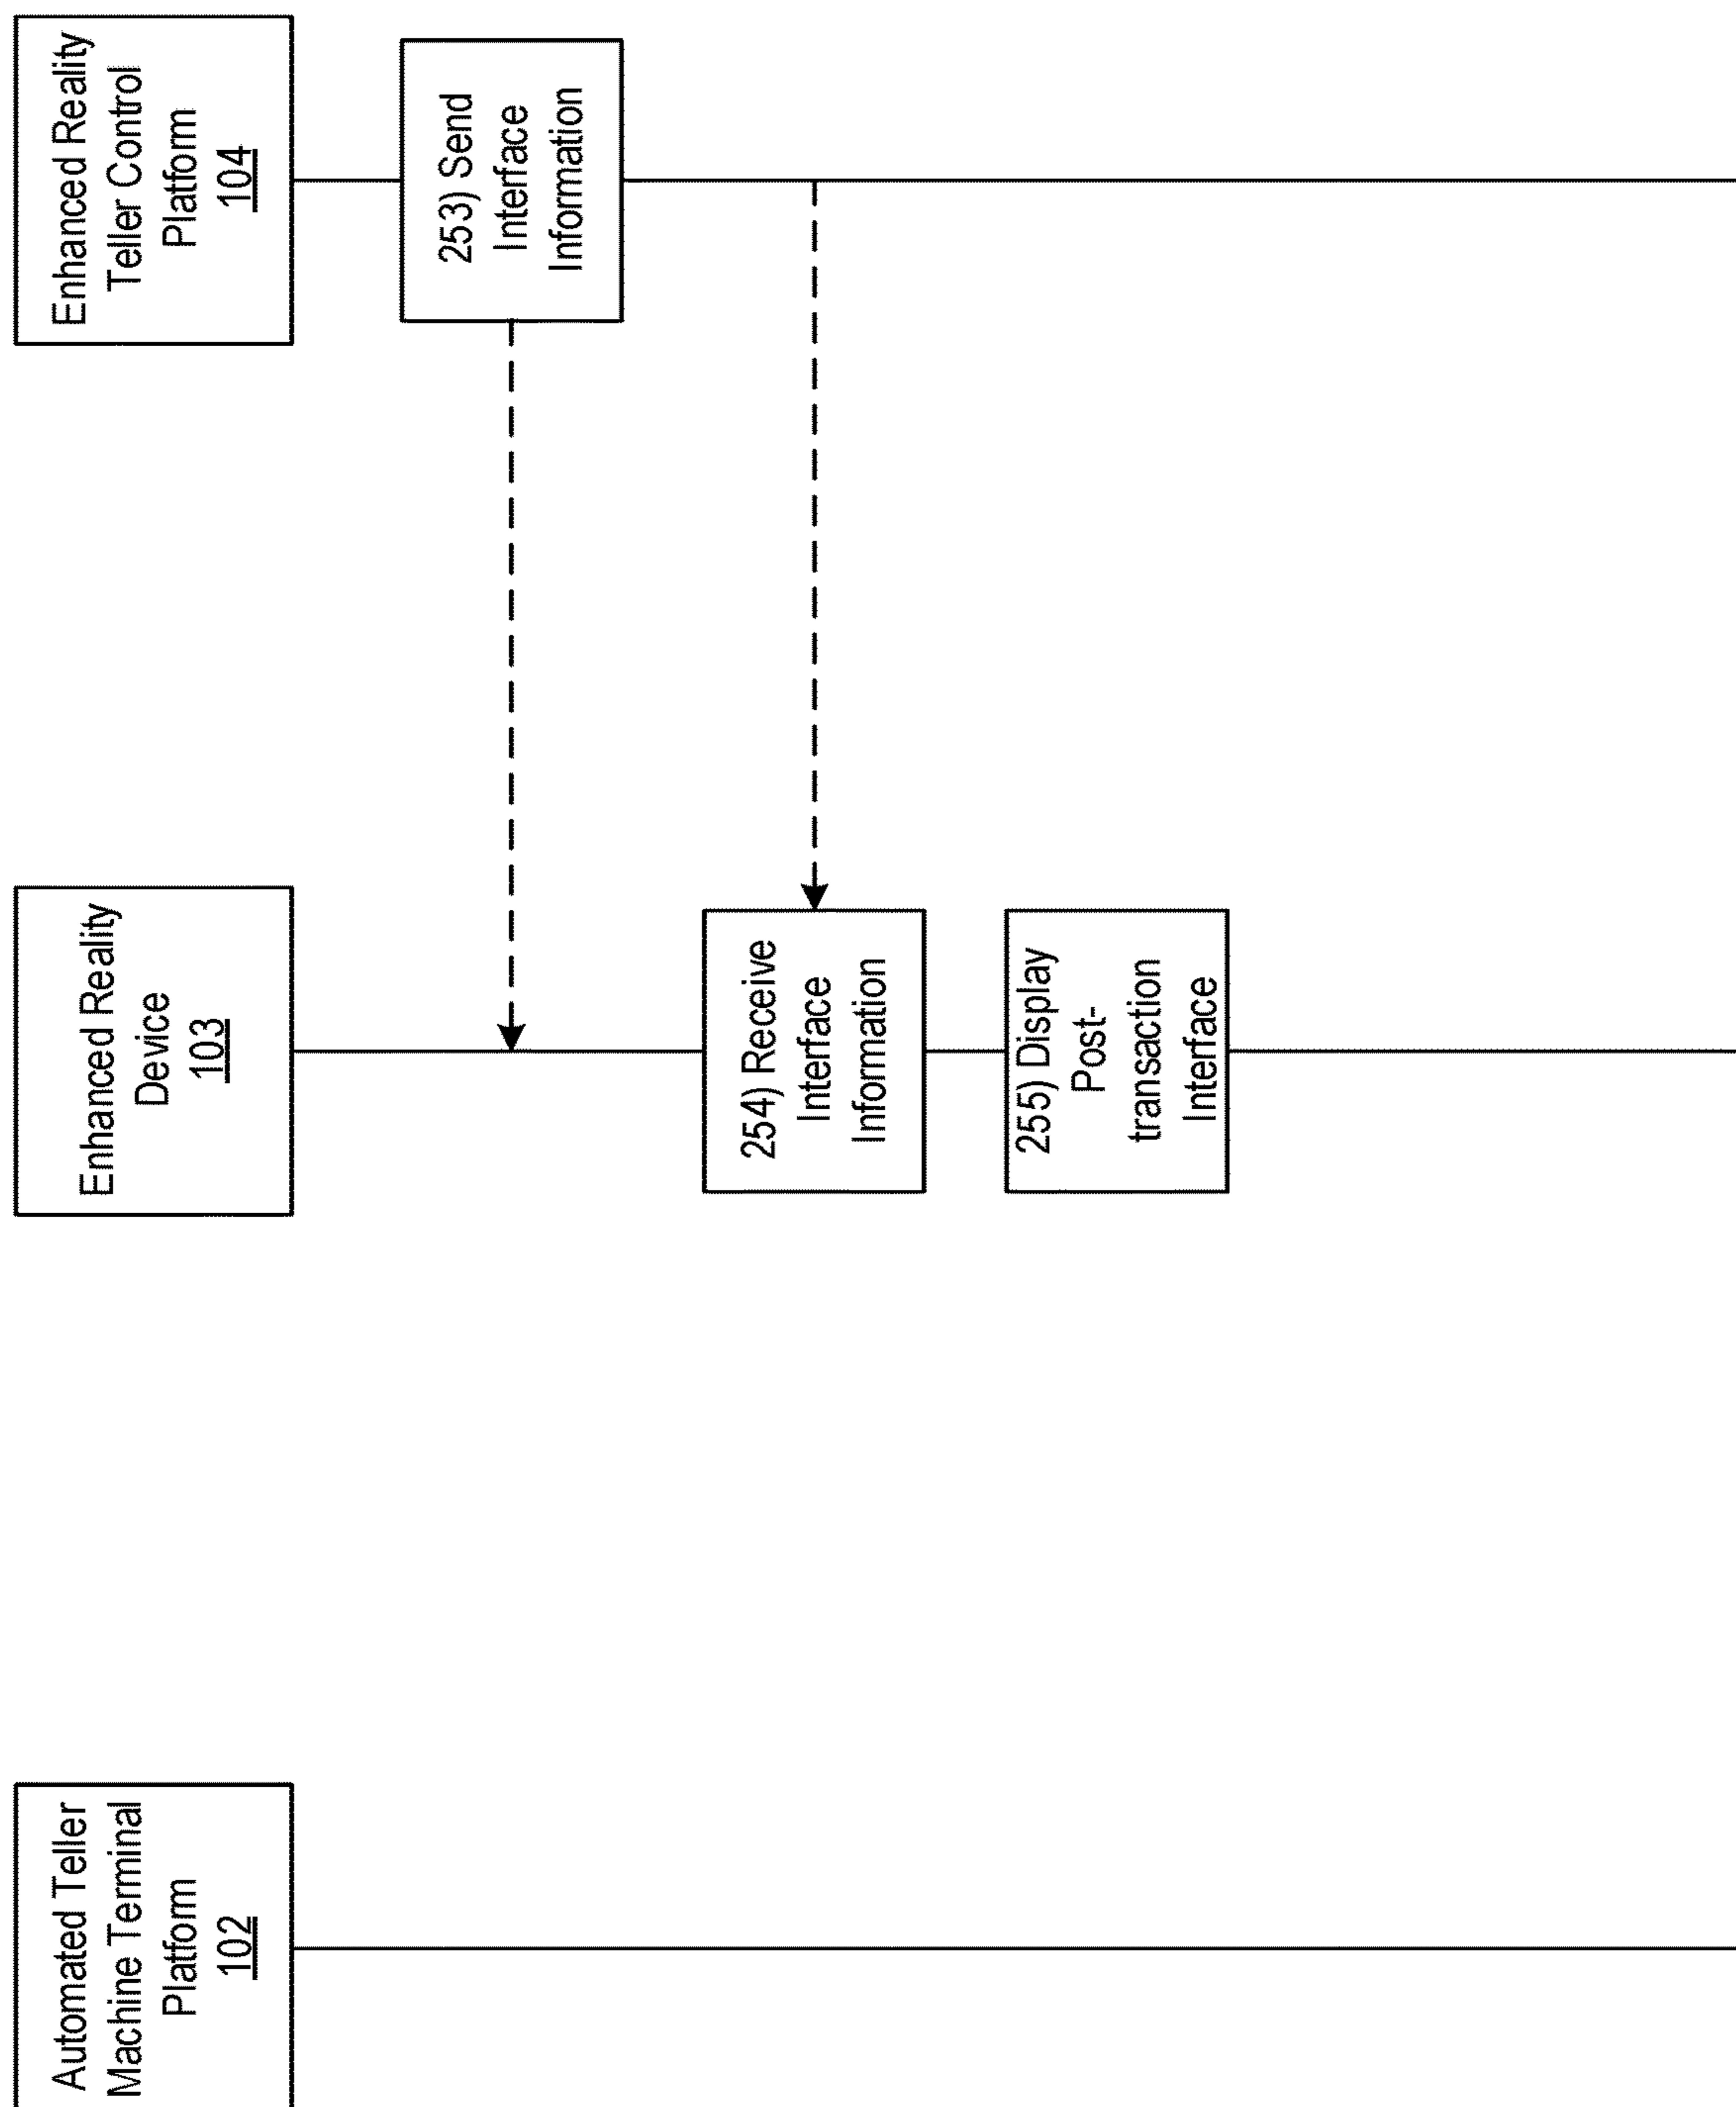 Automated Teller
Machine Terminal
Platform
102
Enhanced Reality
Device
103
Enhanced Reality
Teller Control
Platform
104
253) Send
Interface
Information
254) Receive
Interface
Information
255) Display
Post-
transaction
Interface